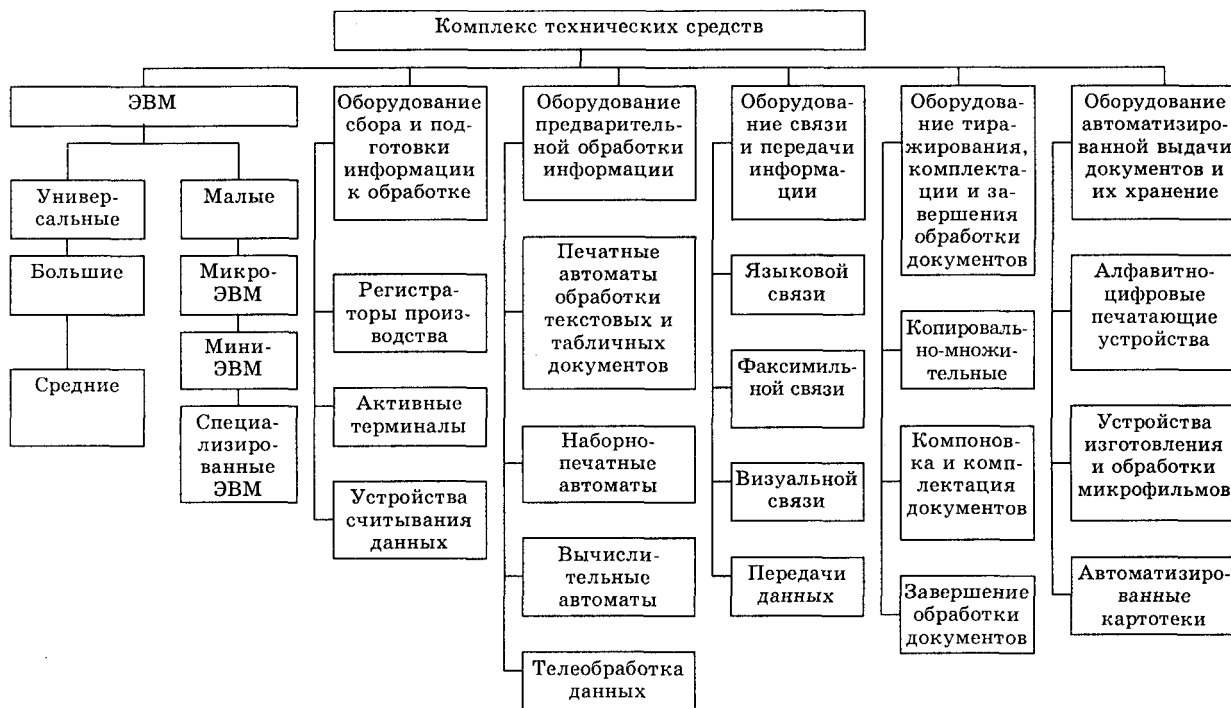 Комплекс технических средств
ЭВМ
Универ-
сальные
Большие
Средние
Малые
Микро-
ЭВМ
Мини-
ЭВМ
Специа-
лизиро-
ванные
ЭВМ
Оборудование
сбора и под-
готовки
информации
к обработке
Регистра-
торы произ-
водства
Активные
терминалы
Устройства
считывания
данных
Оборудование
предваритель-
ной обработки
информации
Печатные
автоматы
обработки
текстовых и
табличных
документов
Наборно-
печатные
автоматы
Вычисли-
тельные
автоматы
Телеобработка
данных
Оборудова-
ние связи
и передачи
информа-
ции
Языковой
связи
Факсимиль-
ной связи
Визуальной
связи
Передачи
данных
Оборудова-
ние тира-
жирования,
комплекта-
ции и за-
вершения
обработки
документов
Копироваль-
но-множи-
тельные
Компонов-
ка и комп-
лектация
документов
Завершение
обработки
документов
Оборудование
автоматизиро-
ванной выдачи
документов и
их хранение
Алфавитно-
цифровые
печатающие
устройства
Устройства
изготовления
и обработки
микрофильмов
Автоматизиро-
ванные
картотеки